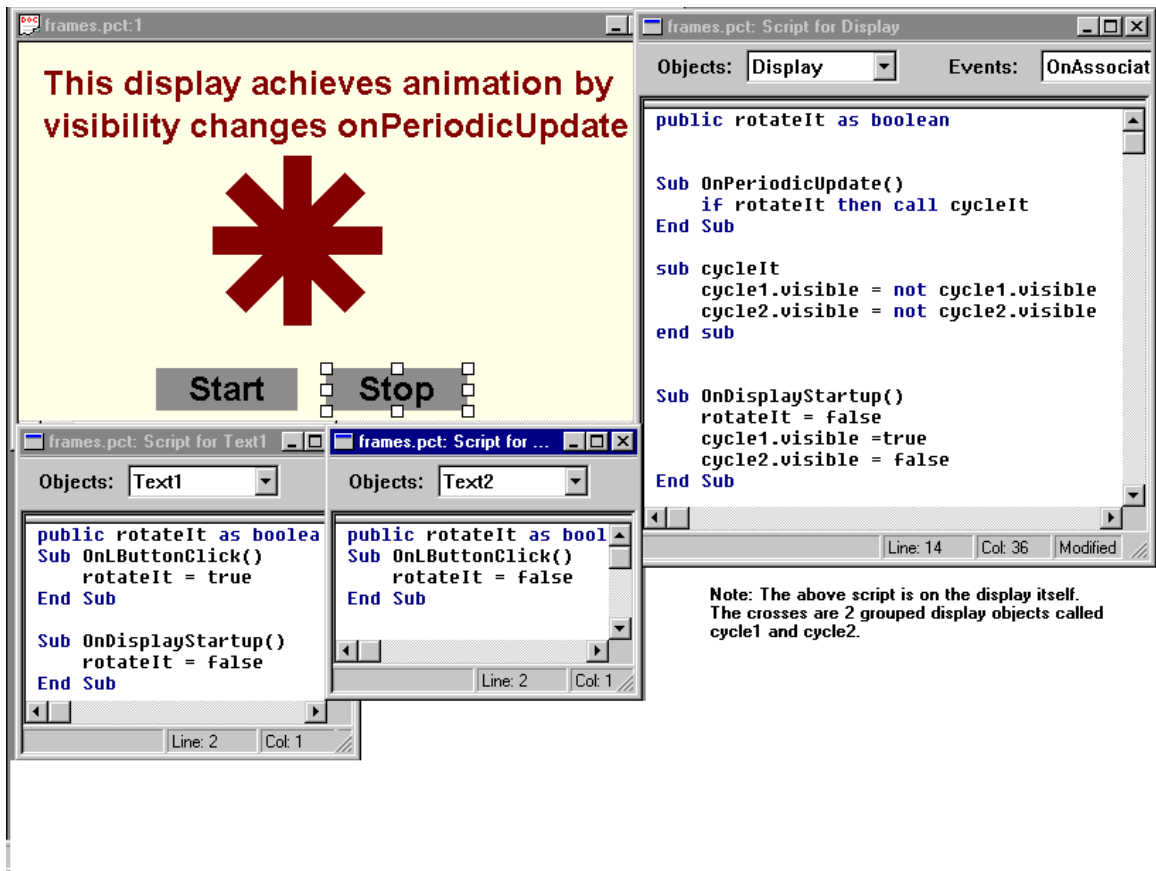 DOC
frames.pct:1
This display achieves animation by
visibility changes onPeriodicUpdate
Start
Stop
frames.pct: Script for Display
Objects: Display Events: OnAssociat
public rotateIt as boolean
Sub OnPeriodicUpdate()
if rotateIt then call cycleIt
End Sub
sub cycleIt
cycle1.visible = not cycle1.visible
cycle2.visible = not cycle2.visible
end sub
Sub OnDisplayStartup()
rotateIt = false
cycle1.visible =true
cycle2.visible = false
End Sub
Line: 14 Col: 36 Modified
frames.pct: Script for Text1
Objects: Text1
public rotateIt as boolea
Sub OnLButtonClick()
rotateIt = true
End Sub
Sub OnDisplayStartup()
rotateIt = false
End Sub
Line: 2 Col: 1
frames.pct: Script for ...
Objects: Text2
public rotateIt as bool
Sub OnLButtonClick()
rotateIt = false
End Sub
Line: 2 Col: 1
Note: The above script is on the display itself.
The crosses are 2 grouped display objects called
cycle1 and cycle2.